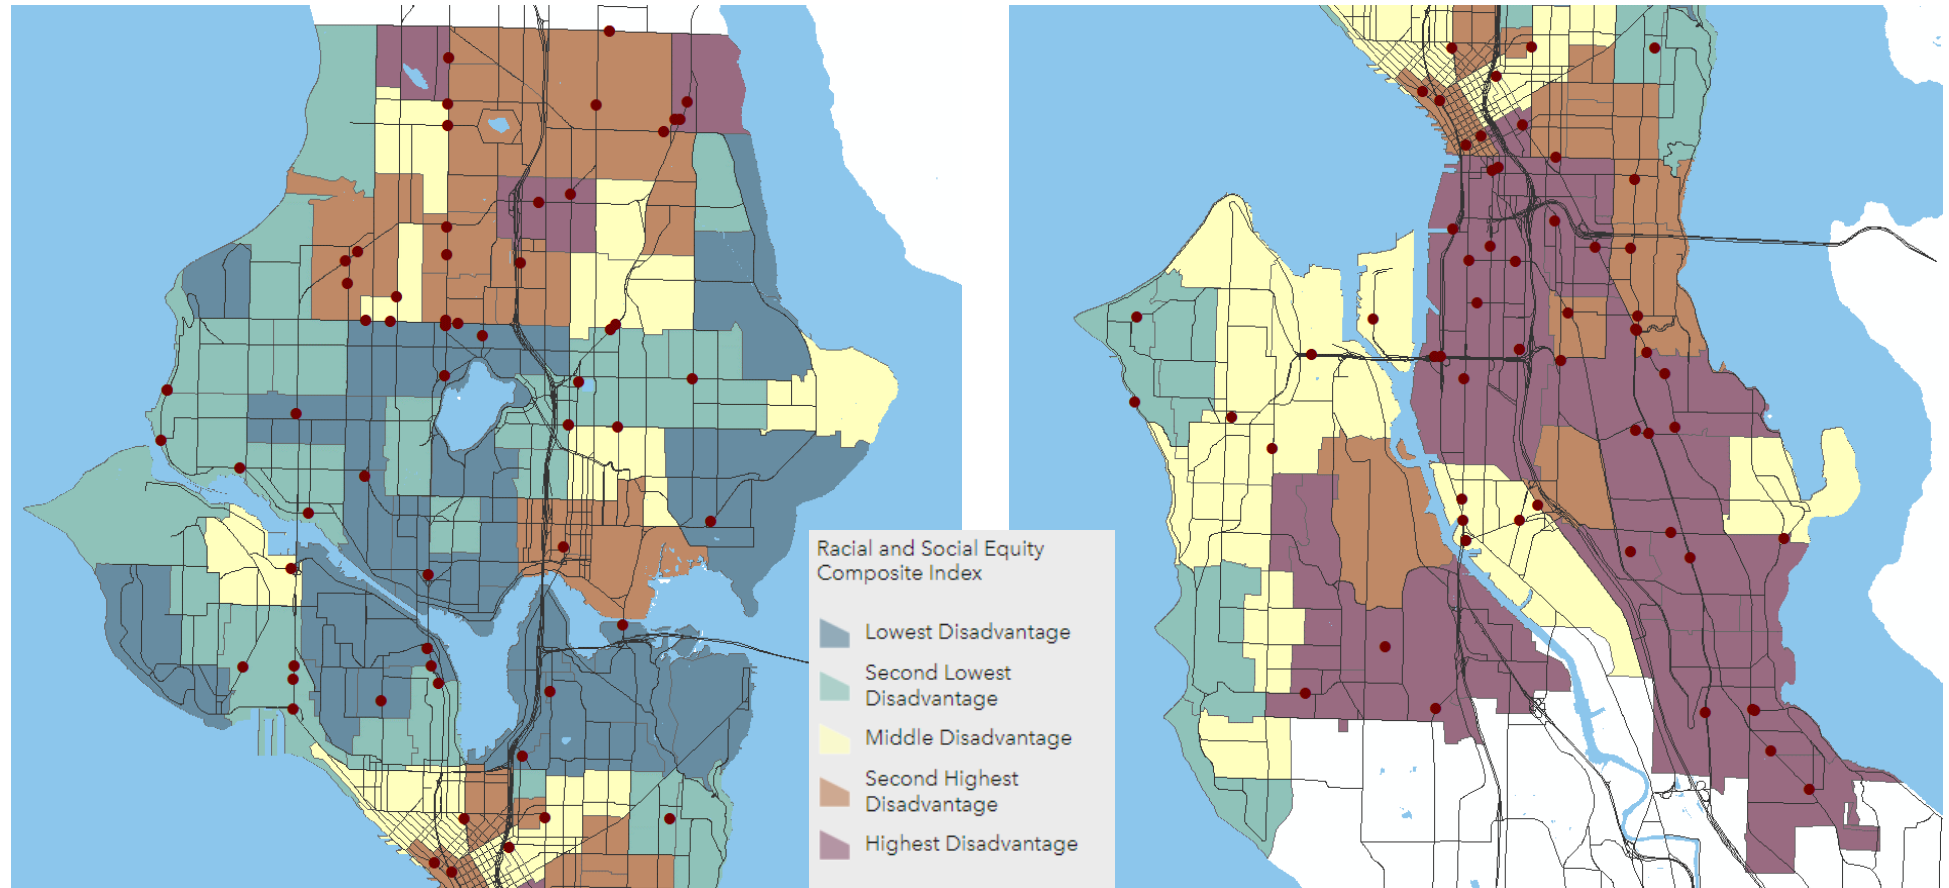 Racial and Social Equity
Composite Index
Lowest Disadvantage
Second Lowest
Disadvantage
Middle Disadvantage
Second Highest
Disadvantage
Highest Disadvantage